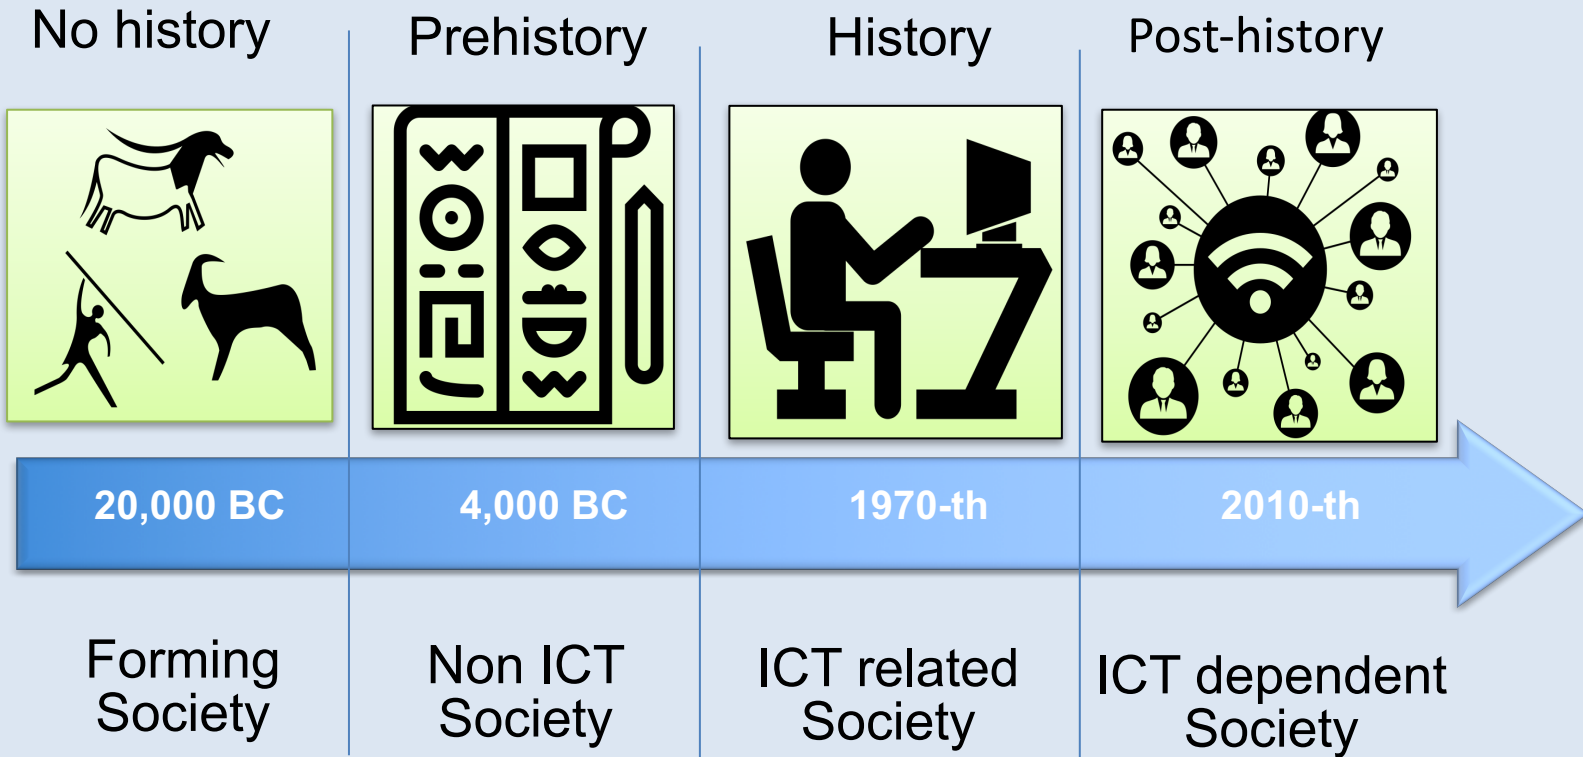 No history
Prehistory
History
Post-history
20,000 BC
4,000 BC
1970-th
2010-th
Forming
Society
Non ICT
Society
ICT related
Society
ICT dependent
Society